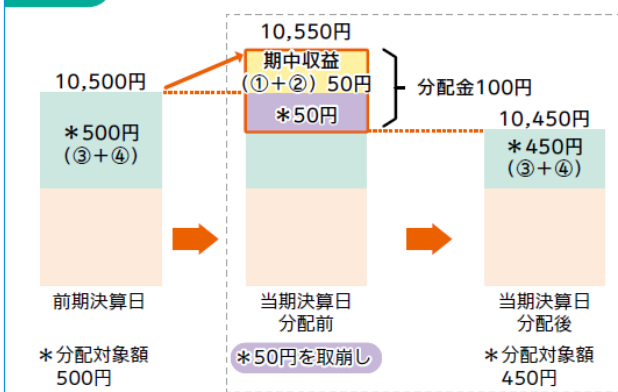 10,550円
期中収益
(①+②) 50円
分配金100円
10,500円
＊50円
10,450円
＊500円
(③+④)
＊450円
(③+④)
前期決算日
当期決算日
分配前
当期決算日
分配後
＊分配対象額
500円
＊50円を取崩し
＊分配対象額
450円